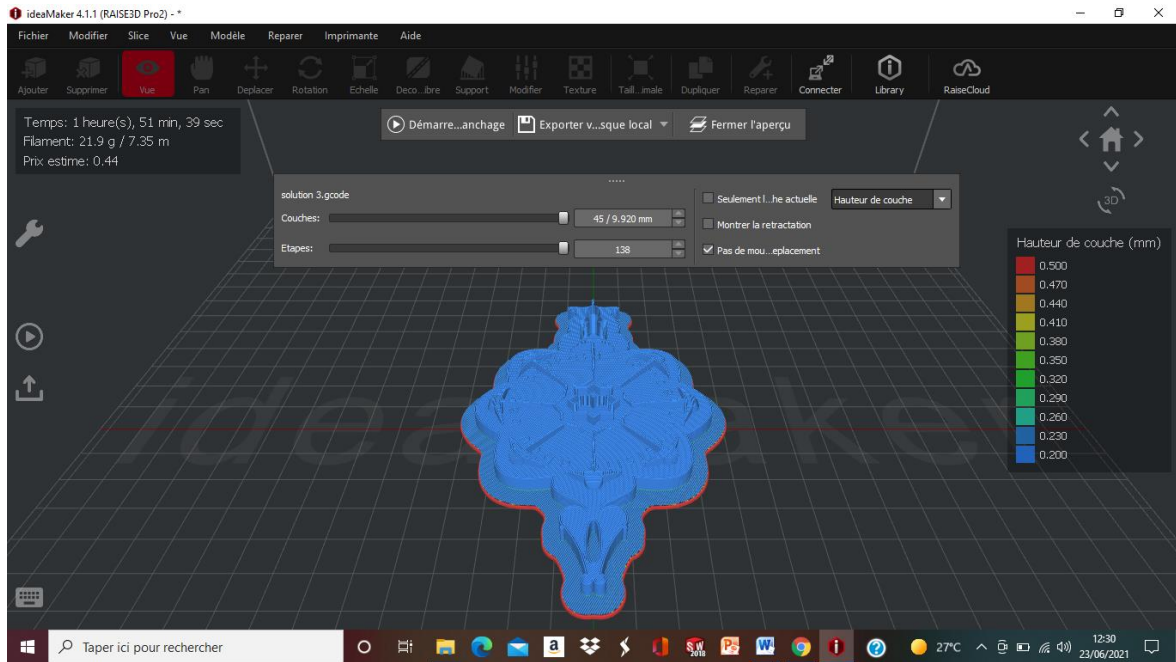 ideaMaker 4.1.1 (RAISE3D Pro2) - *
Fichier Modifier Slice Vue Modèle Reparer Imprimante Aide
Ajouter Supprimer Vue Pan Deplacer Rotation Echelle Deco...ibre Support Modifier Texture Taill...imale Dupliquer Reparer Connecter Library RaiseCloud
Temps: 1 heure(s), 51 min, 39 sec
Filament: 21.9 g / 7.35 m
Prix estime: 0.44
Démarre...anchage Exporter v...sque local Fermer l'aperçu
solution 3.gcode
Couches: 45 / 9.920 mm
Etapes: 138
Seulement l...he actuelle Hauteur de couche
Montrer la retractation
Pas de mou...eplacement
3D
Hauteur de couche (mm)
0.500
0.470
0.440
0.410
0.380
0.350
0.320
0.290
0.260
0.230
0.200
ideaMaker
Taper ici pour rechercher
a
SW
2018
Ps
W
27°C
12:30
23/06/2021